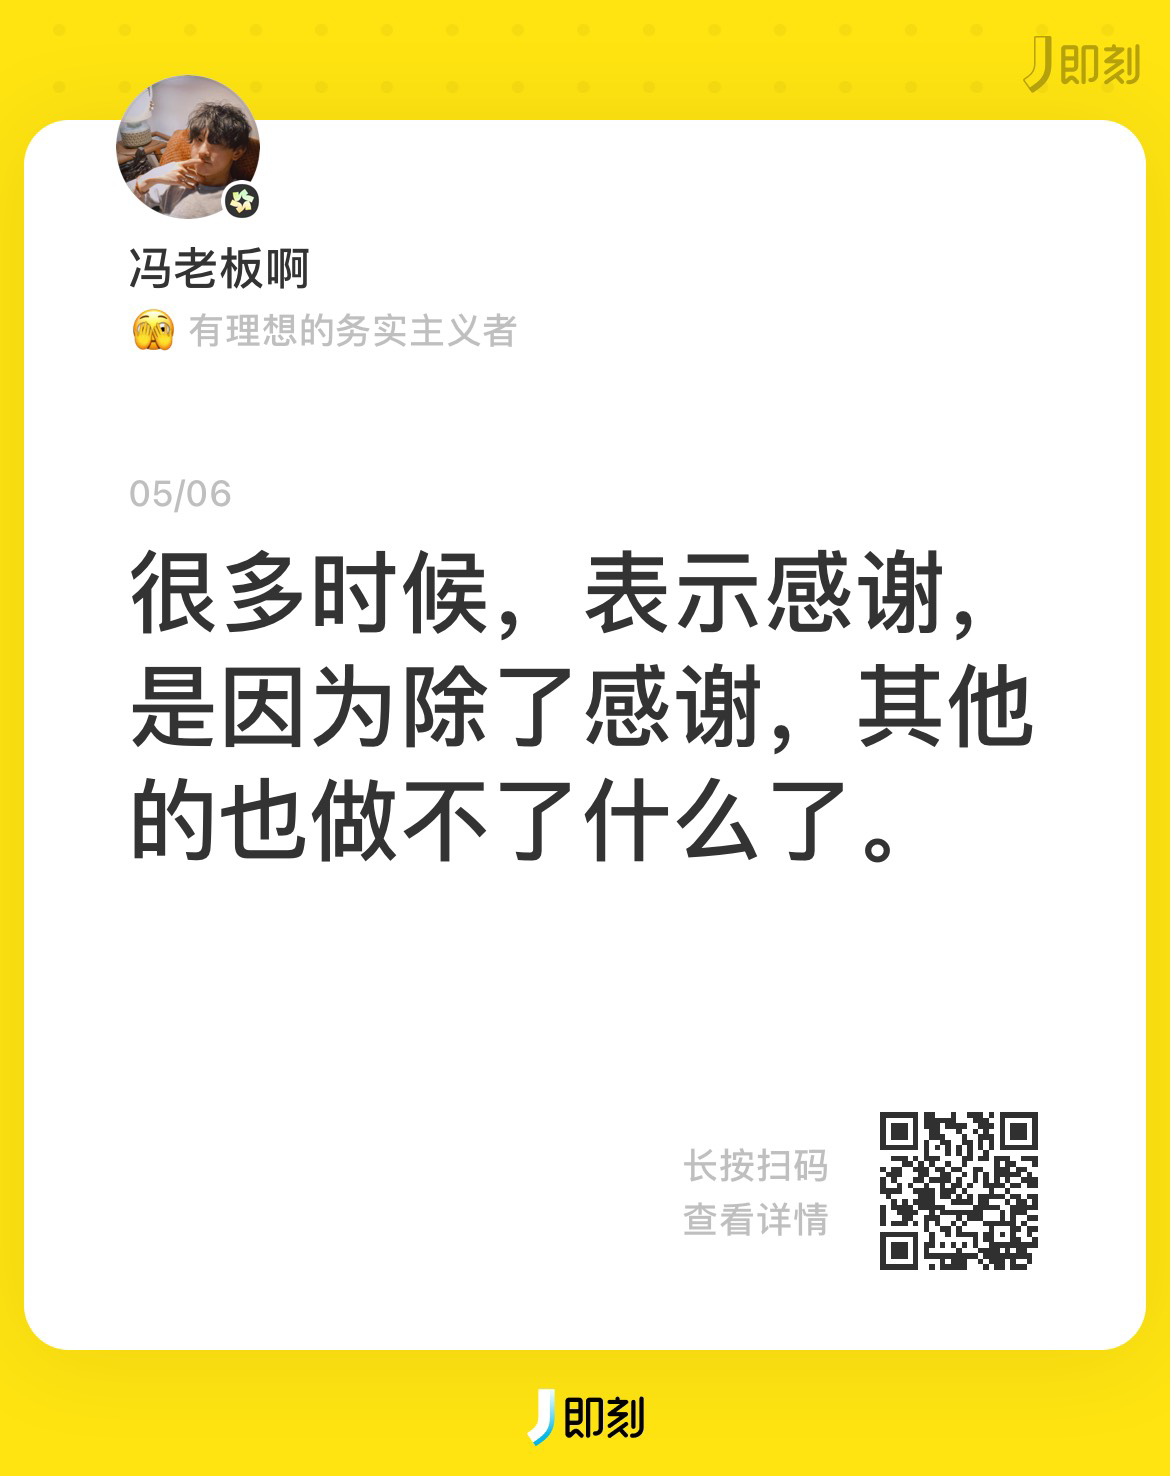 即刻
冯老板啊
🫣 有理想的务实主义者
05/06
很多时候，表示感谢，
是因为除了感谢，其他
的也做不了什么了。
长按扫码
查看详情
即刻